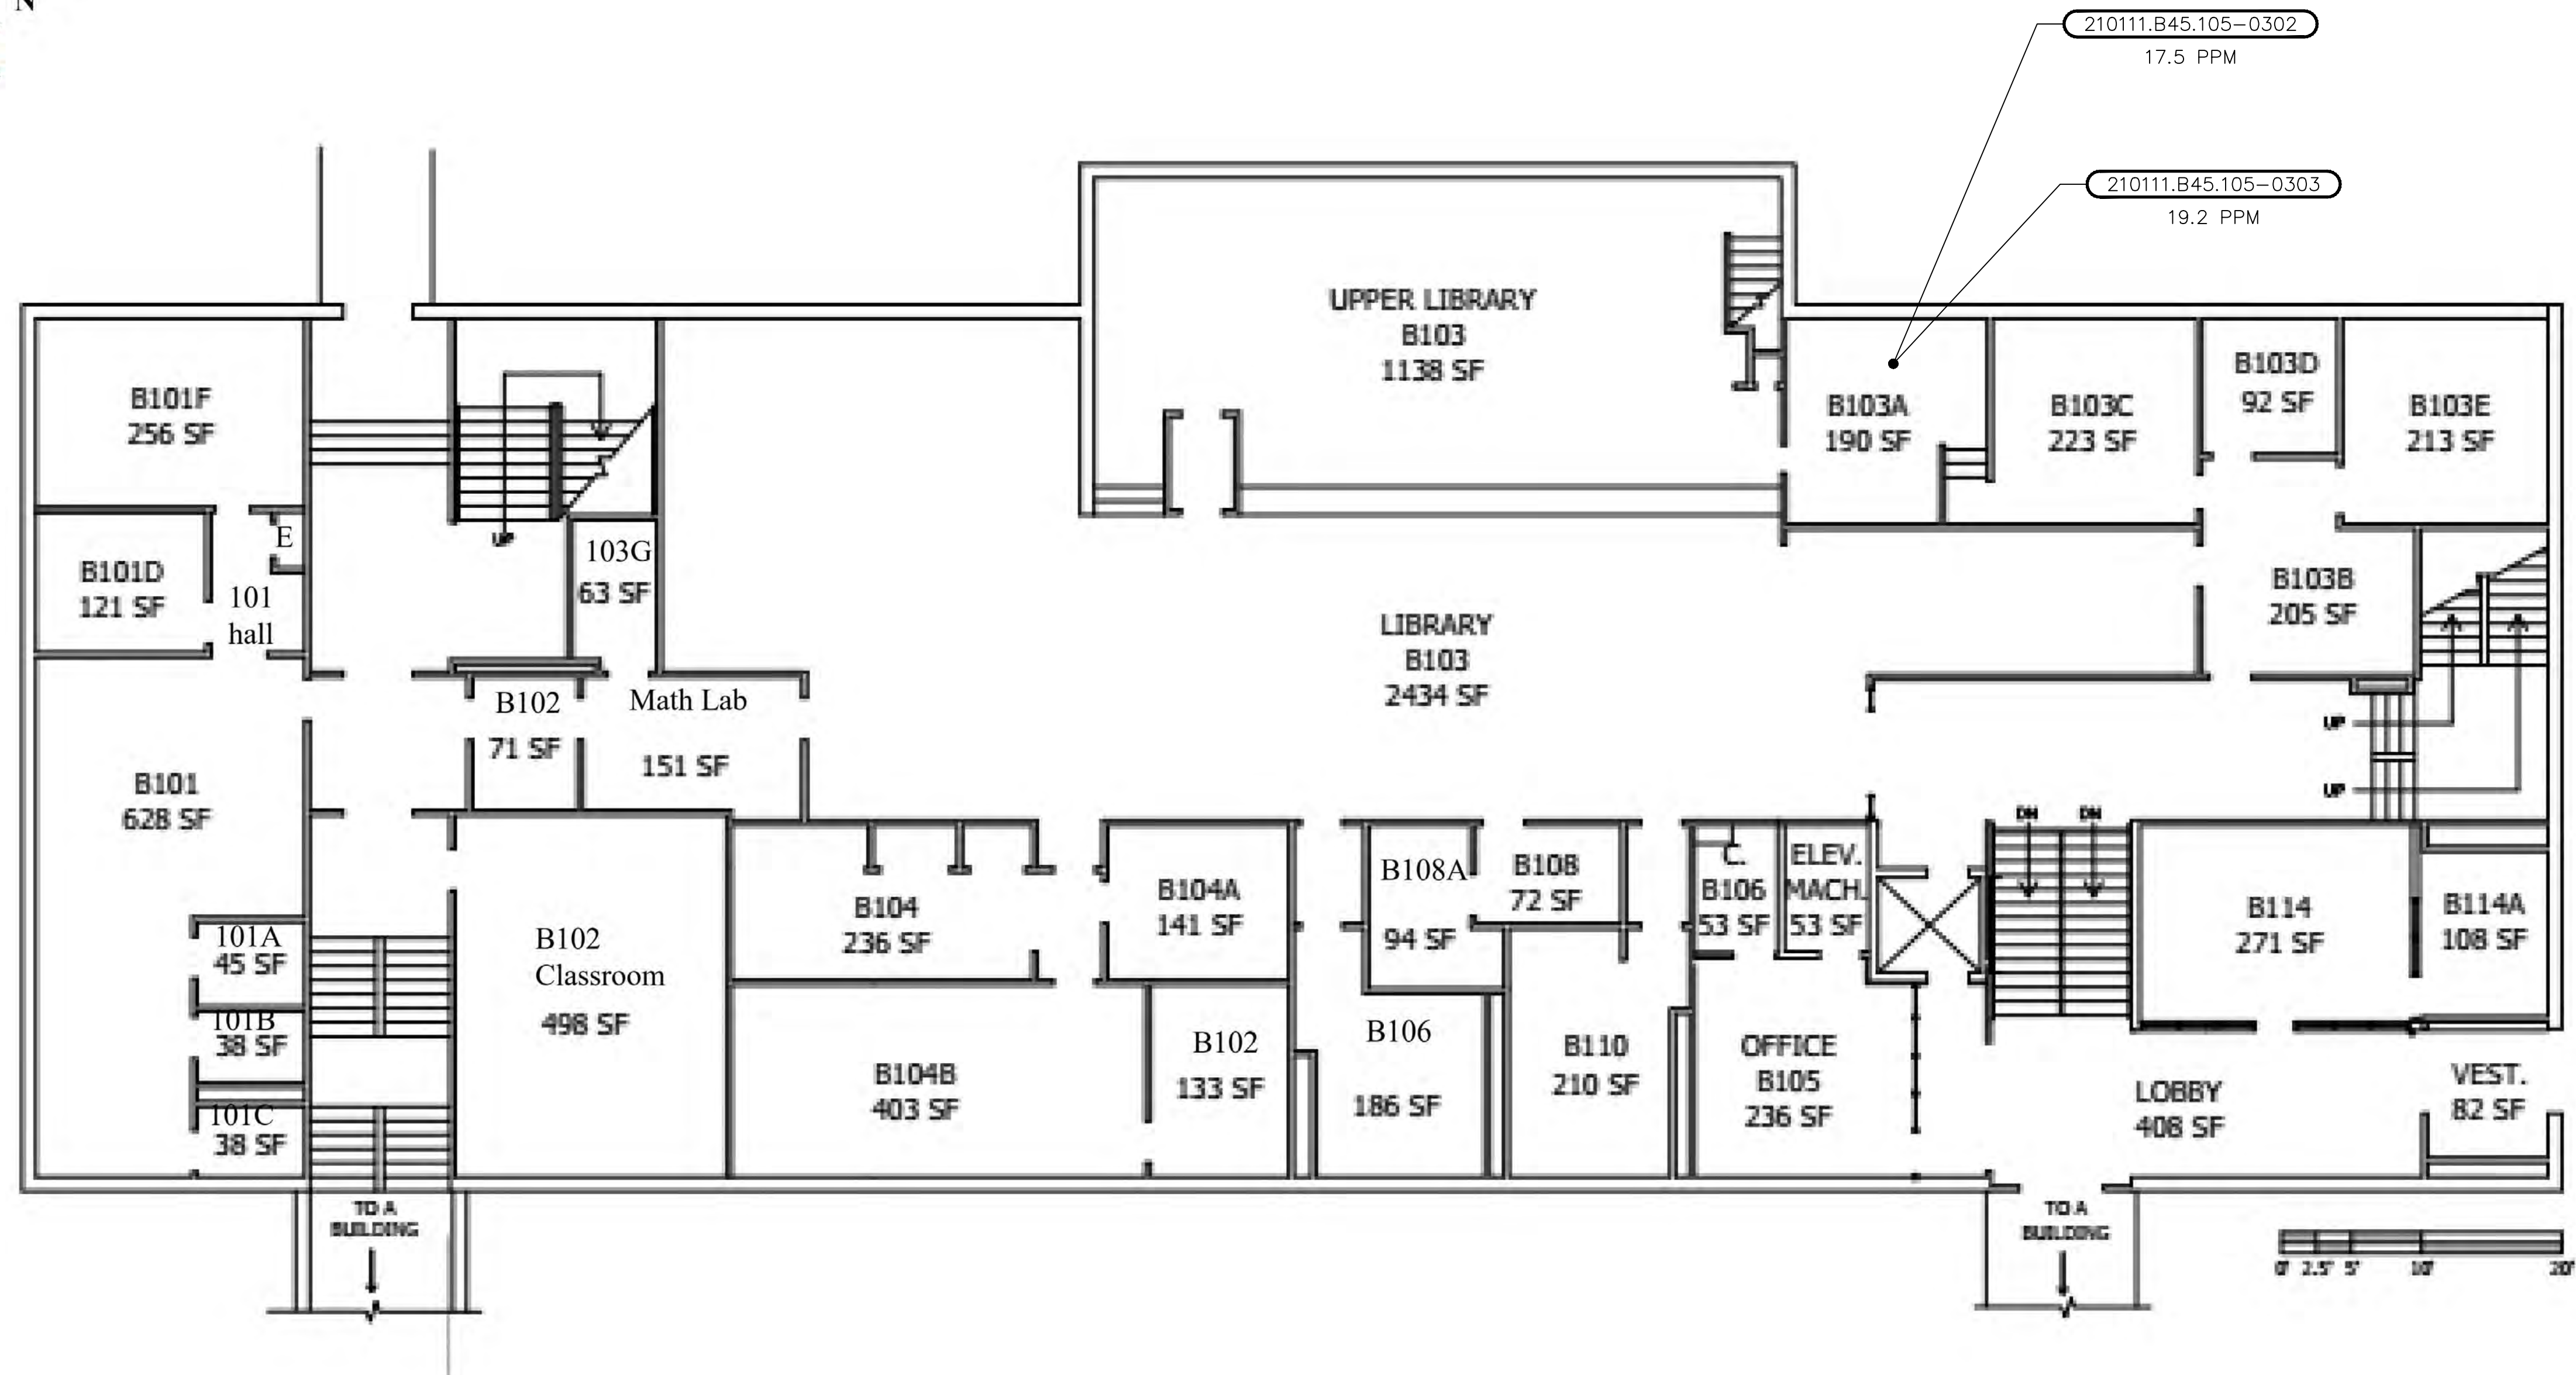 N
210111.B45.105-0302
17.5 PPM
210111.B45.105-0303
19.2 PPM
UPPER LIBRARY
B103
1138 SF
B101F
256 SF
B103A
190 SF
B103C
223 SF
B103D
92 SF
B103E
213 SF
UP
E
103G
63 SF
B101D
121 SF
101
hall
B103B
205 SF
LIBRARY
B103
2434 SF
B102
71 SF
Math Lab
151 SF
UP
UP
B101
628 SF
DN
DN
B104
236 SF
B104A
141 SF
B108A
94 SF
B108
72 SF
C.
B106
53 SF
ELEV.
MACH.
53 SF
B114
271 SF
B114A
108 SF
101A
45 SF
B102
Classroom
498 SF
101B
38 SF
B104B
403 SF
B102
133 SF
B106
186 SF
B110
210 SF
OFFICE
B105
236 SF
LOBBY
408 SF
VEST.
82 SF
101C
38 SF
TO A
BUILDING
TO A
BUILDING
0' 2.5' 5' 10' 20'